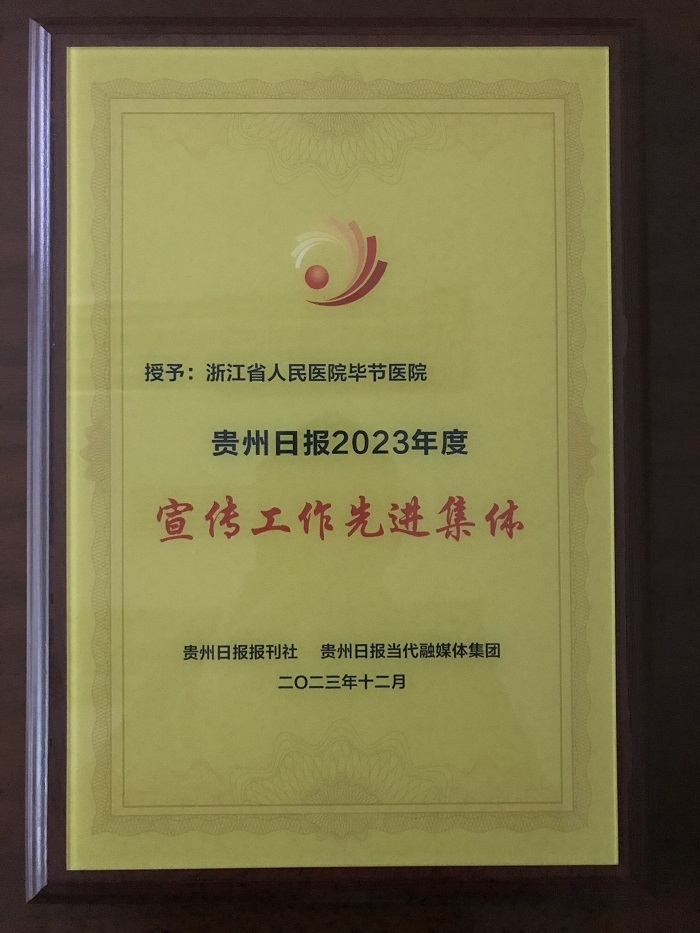 授予：浙江省人民医院毕节医院
贵州日报2023年度
宣传工作先进集体
贵州日报报刊社 贵州日报当代融媒体集团
二〇二三年十二月